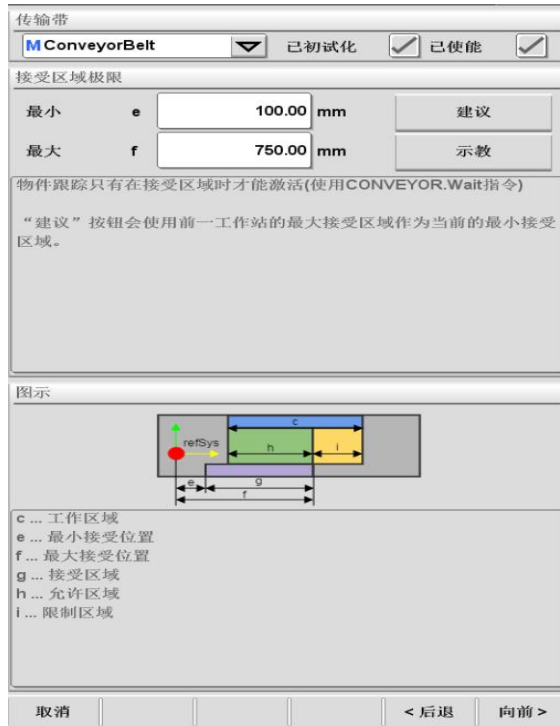 传输带
M ConveyorBelt 已初试化 已使能
接受区域极限
最小 e 100.00 mm 建议
最大 f 750.00 mm 示教
物件跟踪只有在接受区域时才能激活(使用CONVEYOR.Wait指令)
“建议”按钮会使用前一工作站的最大接受区域作为当前的最小接受
区域。
图示
c
refSys
h i
e g
f
c ... 工作区域
e ... 最小接受位置
f ... 最大接受位置
g ... 接受区域
h ... 允许区域
i ... 限制区域
取消 < 后退 向前 >